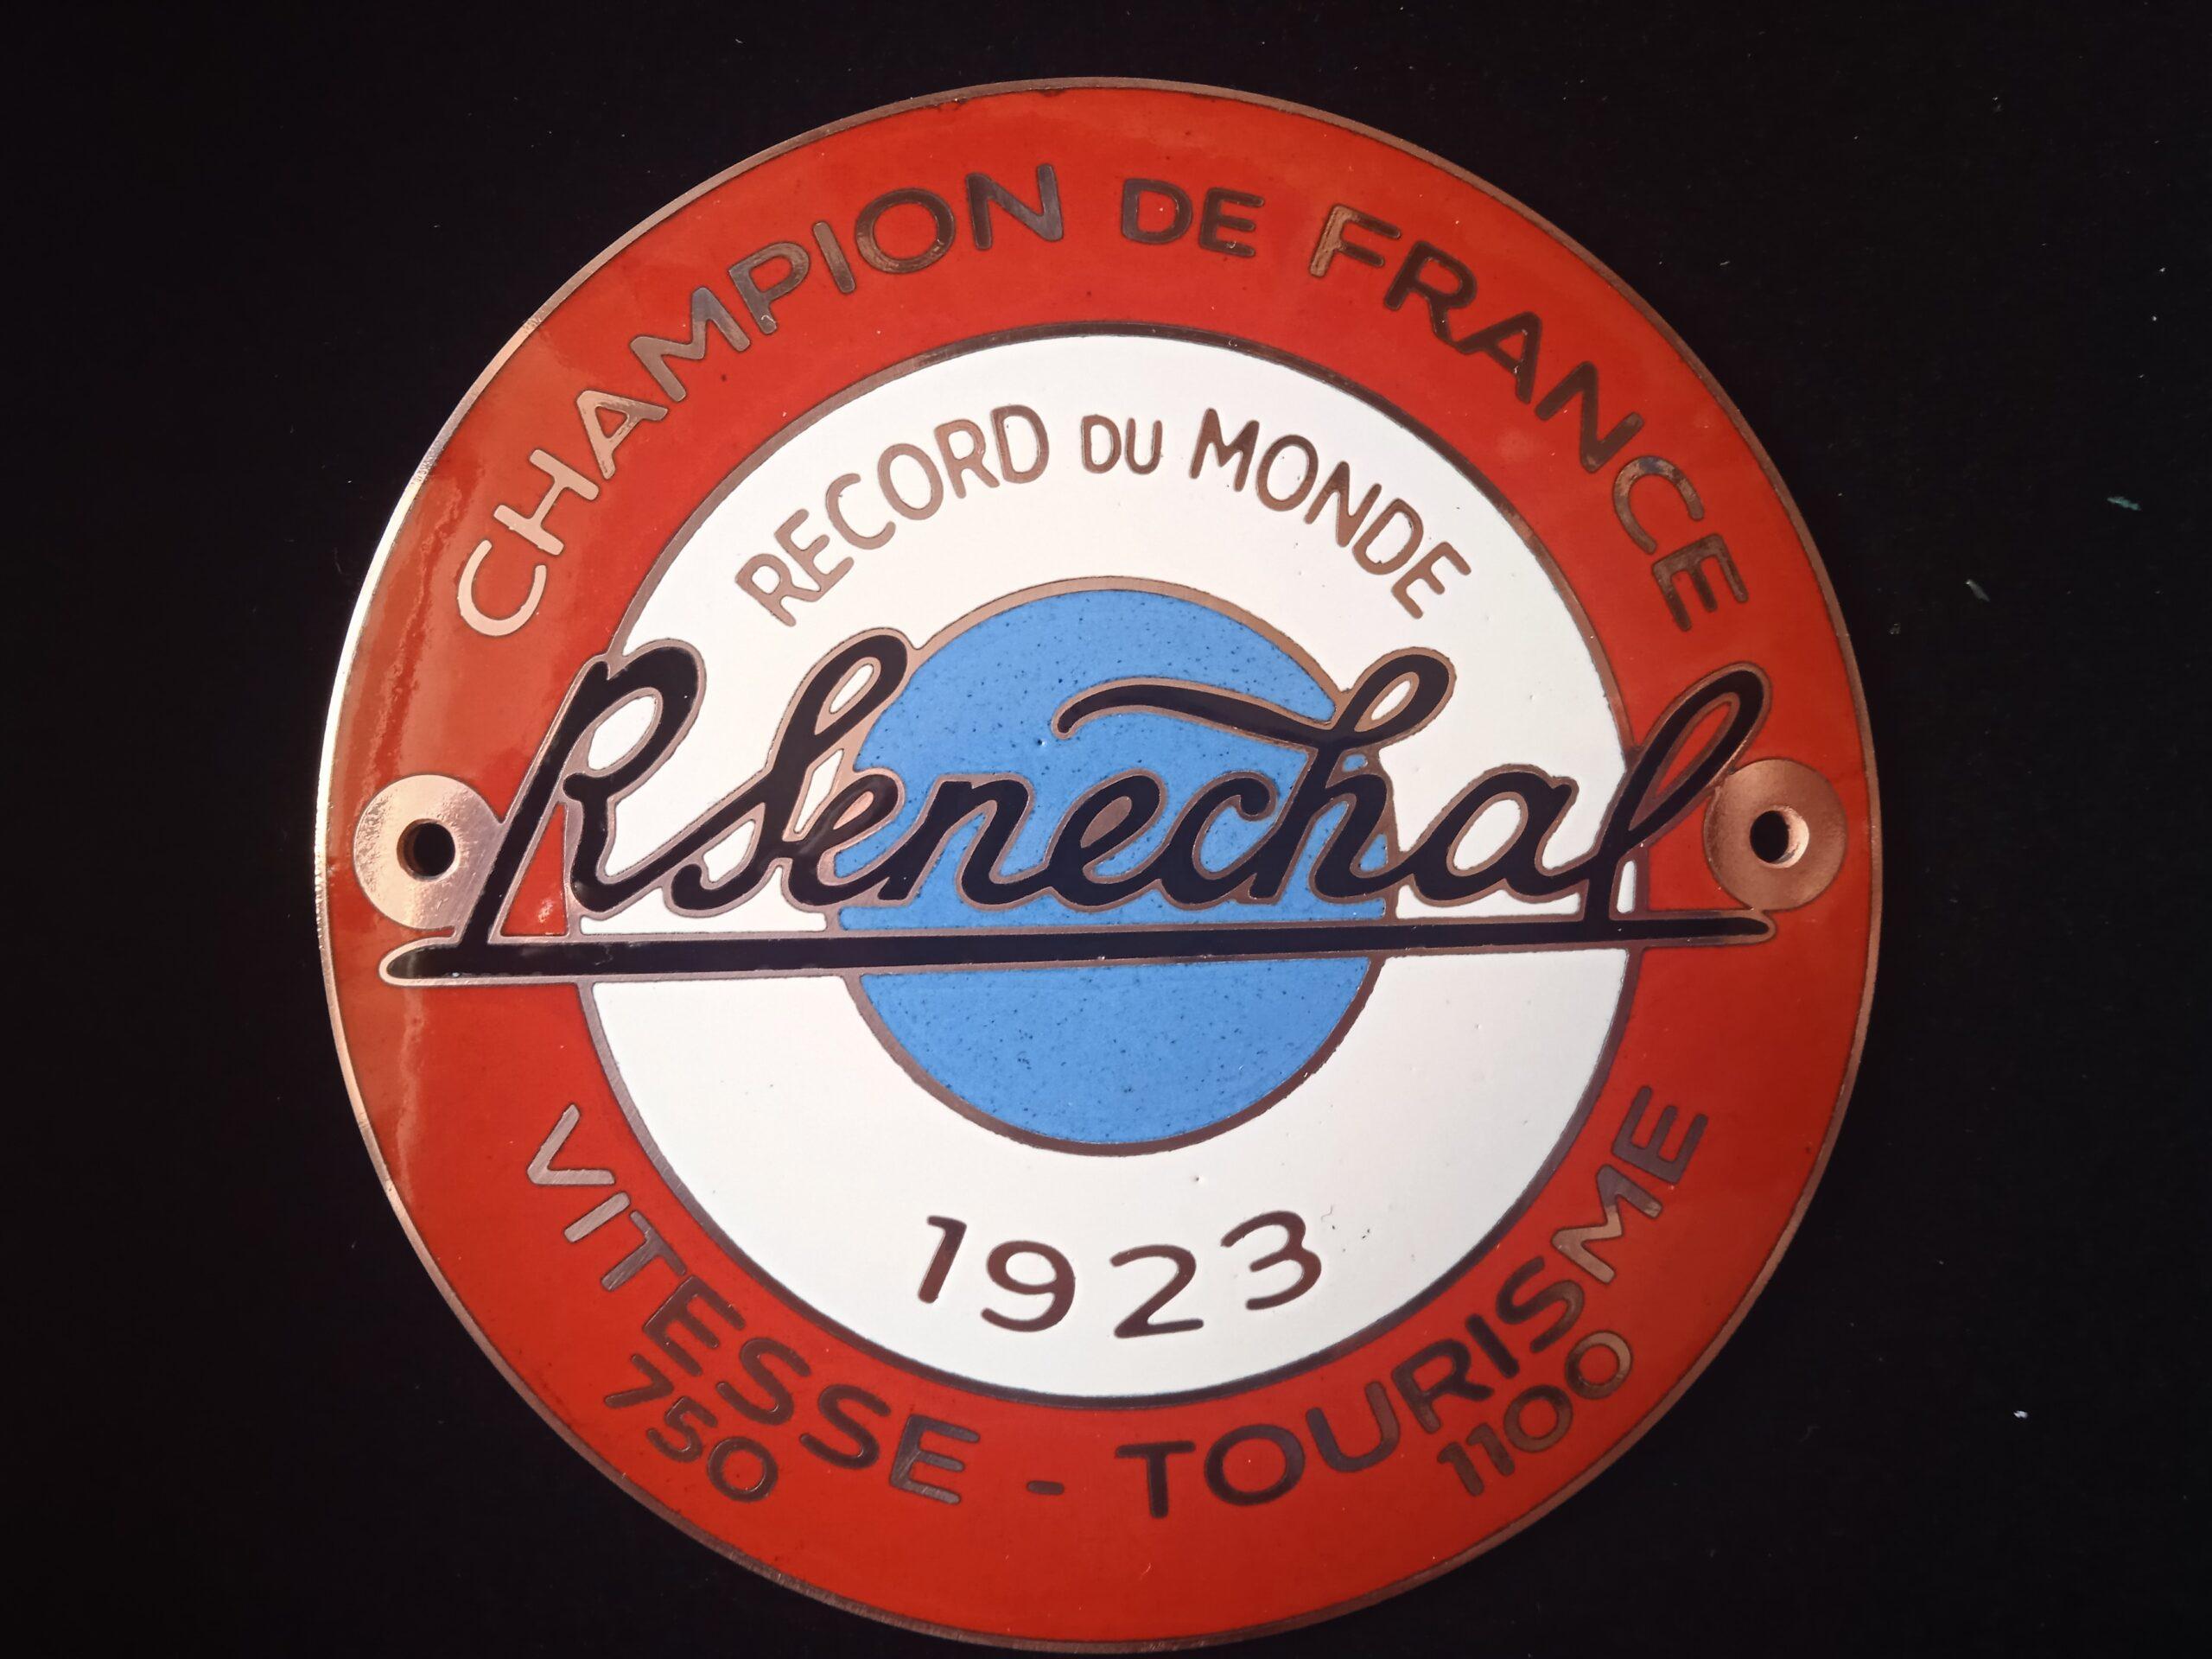 CHAMPION DE FRANCE
RECORD DU MONDE
RSenechal
1923
VITESSE - TOURISME
750 1100